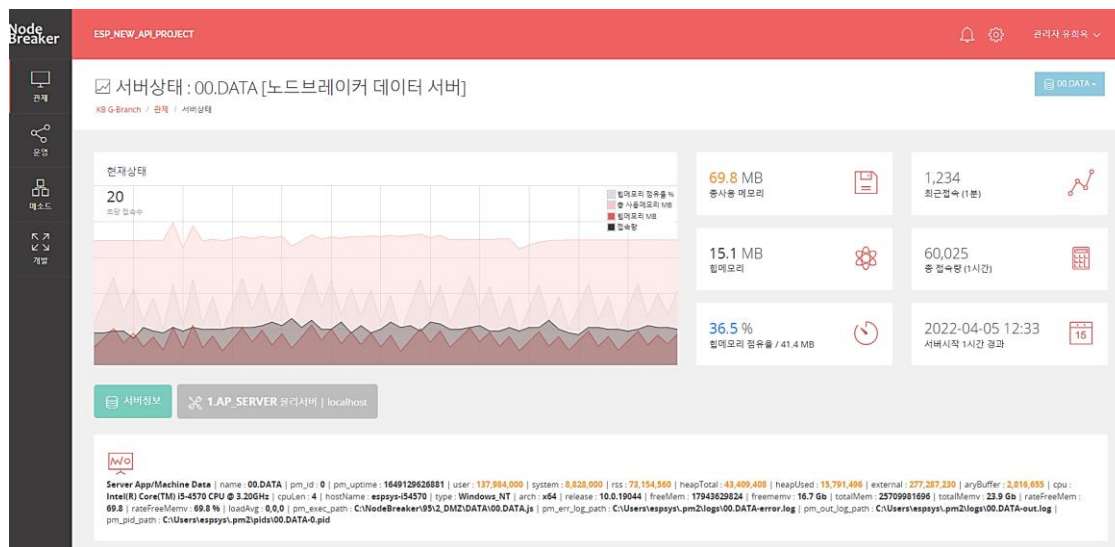 Node
Breaker
ESP_NEW_API_PROJECT
관리자 유희옥
관제
운영
메소드
개발
서버상태 : 00.DATA [노드브레이커 데이터 서버]
00.DATA
KB G-Branch / 관제 / 서버상태
현재상태
20
초당 접속수
힙메모리 점유율 %
총 사용메모리 MB
힙메모리 MB
접속량
69.8 MB
총사용 메모리
1,234
최근접속 (1분)
15.1 MB
힙메모리
60,025
총 접속량 (1시간)
36.5 %
힙메모리 점유율 / 41.4 MB
2022-04-05 12:33
서버시작 1시간 경과
15
서버정보
1.AP_SERVER 물리서버 | localhost
Server App/Machine Data | name : 00.DATA | pm_id : 0 | pm_uptime : 1649129626881 | user : 137,984,000 | system : 8,828,000 | rss : 73,154,560 | heapTotal : 43,409,408 | heapUsed : 15,791,496 | external : 277,287,230 | aryBuffer : 2,816,655 | cpu :
Intel(R) Core(TM) i5-4570 CPU @ 3.20GHz | cpuLen : 4 | hostName : espsys-i54570 | type : Windows_NT | arch : x64 | release : 10.0.19044 | freeMem : 17943629824 | freememv : 16.7 Gb | totalMem : 25709981696 | totalMemv : 23.9 Gb | rateFreeMem :
69.8 | rateFreeMemv : 69.8 % | loadAvg : 0,0,0 | pm_exec_path : C:\NodeBreaker\95\2_DMZ\DATA\00.DATA.js | pm_err_log_path : C:\Users\espsys\.pm2\logs\00.DATA-error.log | pm_out_log_path : C:\Users\espsys\.pm2\logs\00.DATA-out.log |
pm_pid_path : C:\Users\espsys\.pm2\pids\00.DATA-0.pid